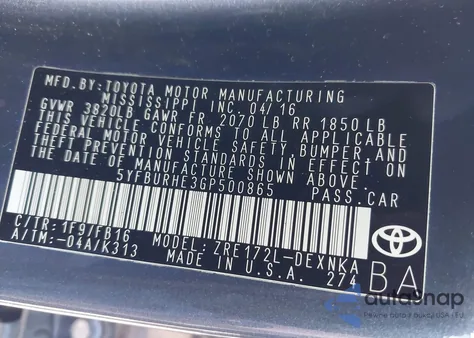 MFD. BY: TOYOTA MOTOR MANUFACTURING
MISSISSIPPI INC. 04/16
GVWR 3820LB GAWR FR 2070 LB RR 1850 LB
THIS VEHICLE CONFORMS TO ALL APPLICABLE
FEDERAL MOTOR VEHICLE SAFETY, BUMPER AND
THEFT PREVENTION STANDARDS IN EFFECT ON
THE DATE OF MANUFACTURE SHOWN ABOVE.
5YFBURHE3GP500865 PASS.CAR
C/TR: 1F9/FB16
A/TM:-04A/K313
MODEL: ZRE172L-DEXNKA
MADE IN U.S.A. 274
BA
autosnap